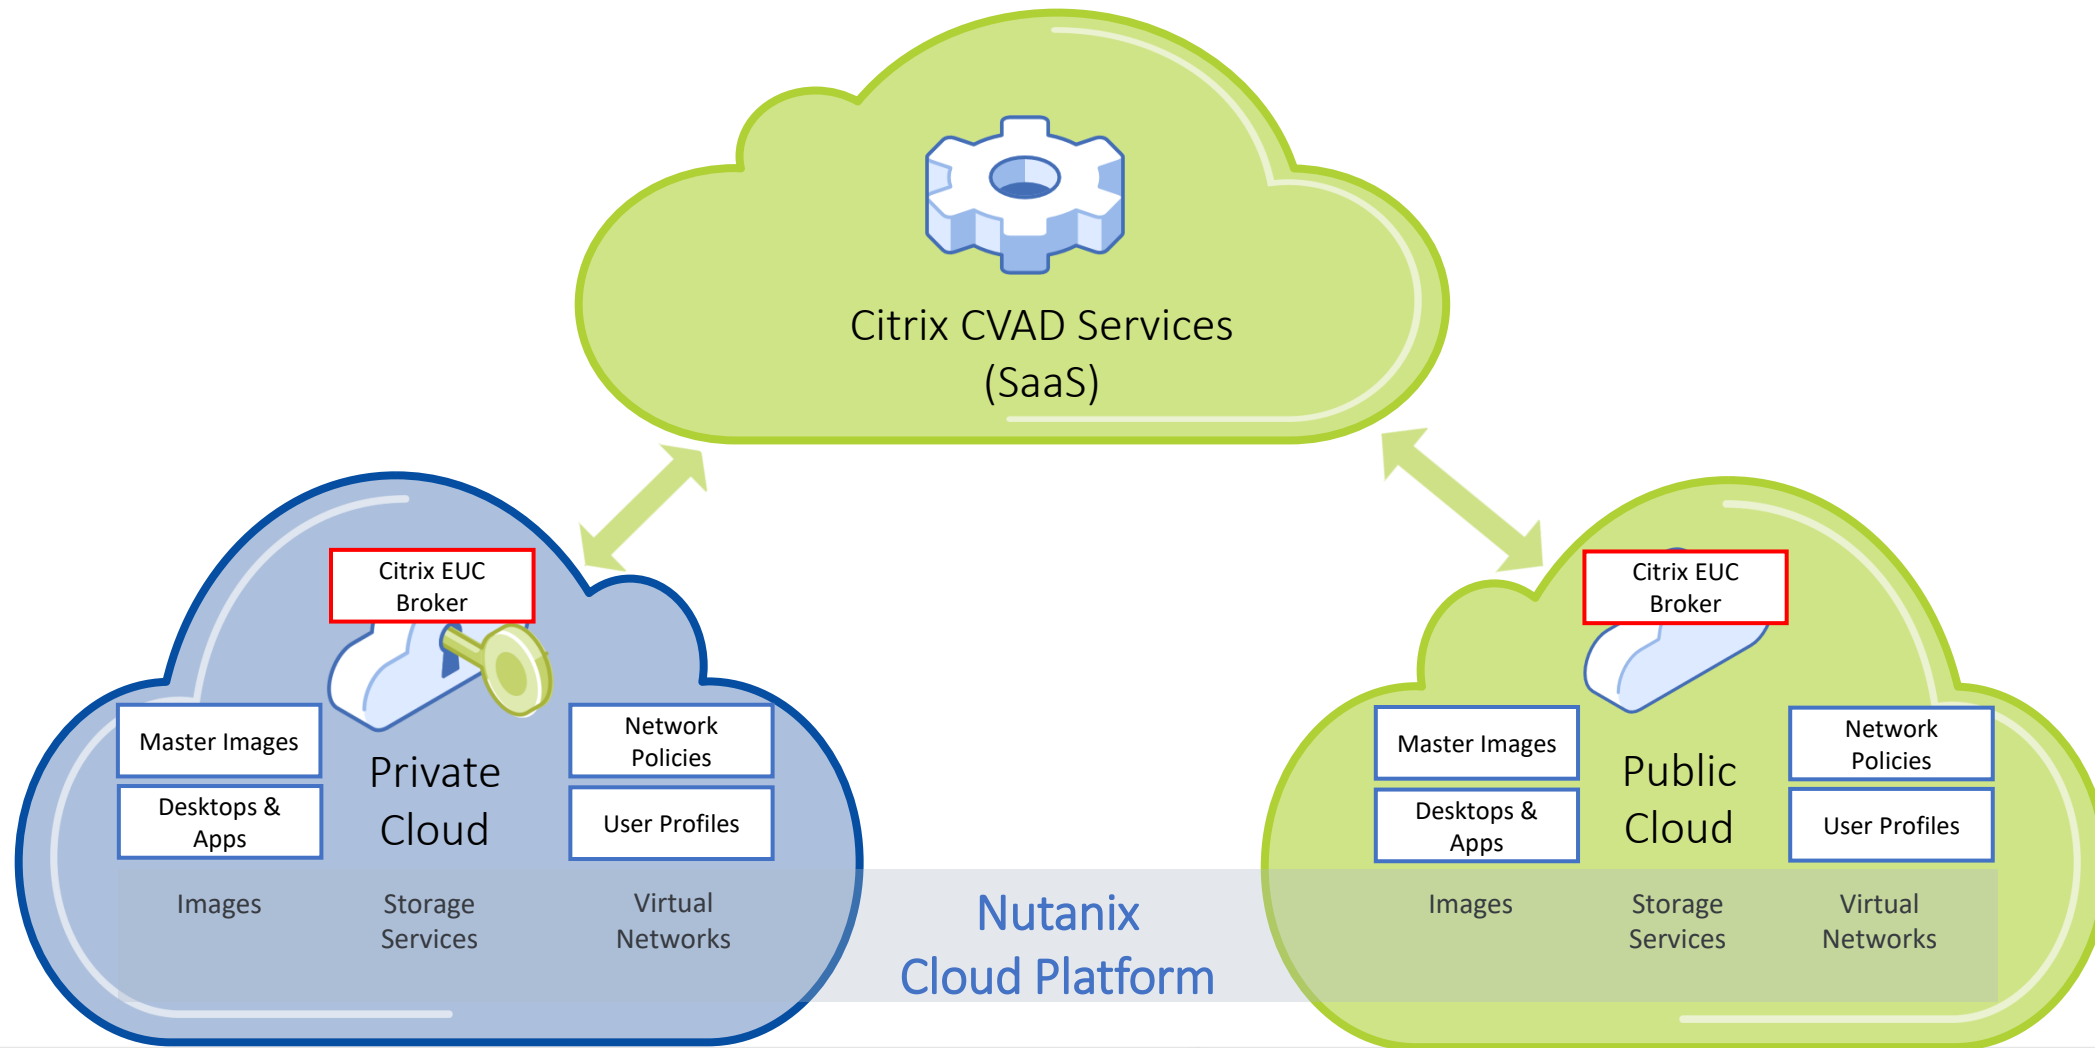 Citrix CVAD Services
(SaaS)
Citrix EUC
Broker
Master Images
Desktops &
Apps
Private
Cloud
Network
Policies
User Profiles
Images
Storage
Services
Virtual
Networks
Nutanix
Cloud Platform
Citrix EUC
Broker
Master Images
Desktops &
Apps
Public
Cloud
Network
Policies
User Profiles
Images
Storage
Services
Virtual
Networks